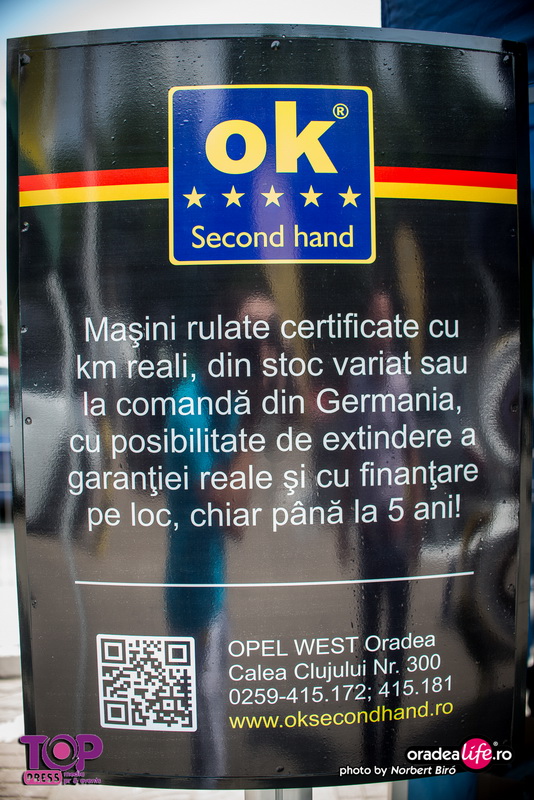 ok®
Second hand
Maşini rulate certificate cu
km reali, din stoc variat sau
la comandă din Germania,
cu posibilitate de extindere a
garanţiei reale şi cu finanţare
pe loc, chiar până la 5 ani!
OPEL WEST Oradea
Calea Clujului Nr. 300
0259-415.172; 415.181
www.oksecondhand.ro
TOP
PRESS
oradealife.ro
photo by Norbert Biró